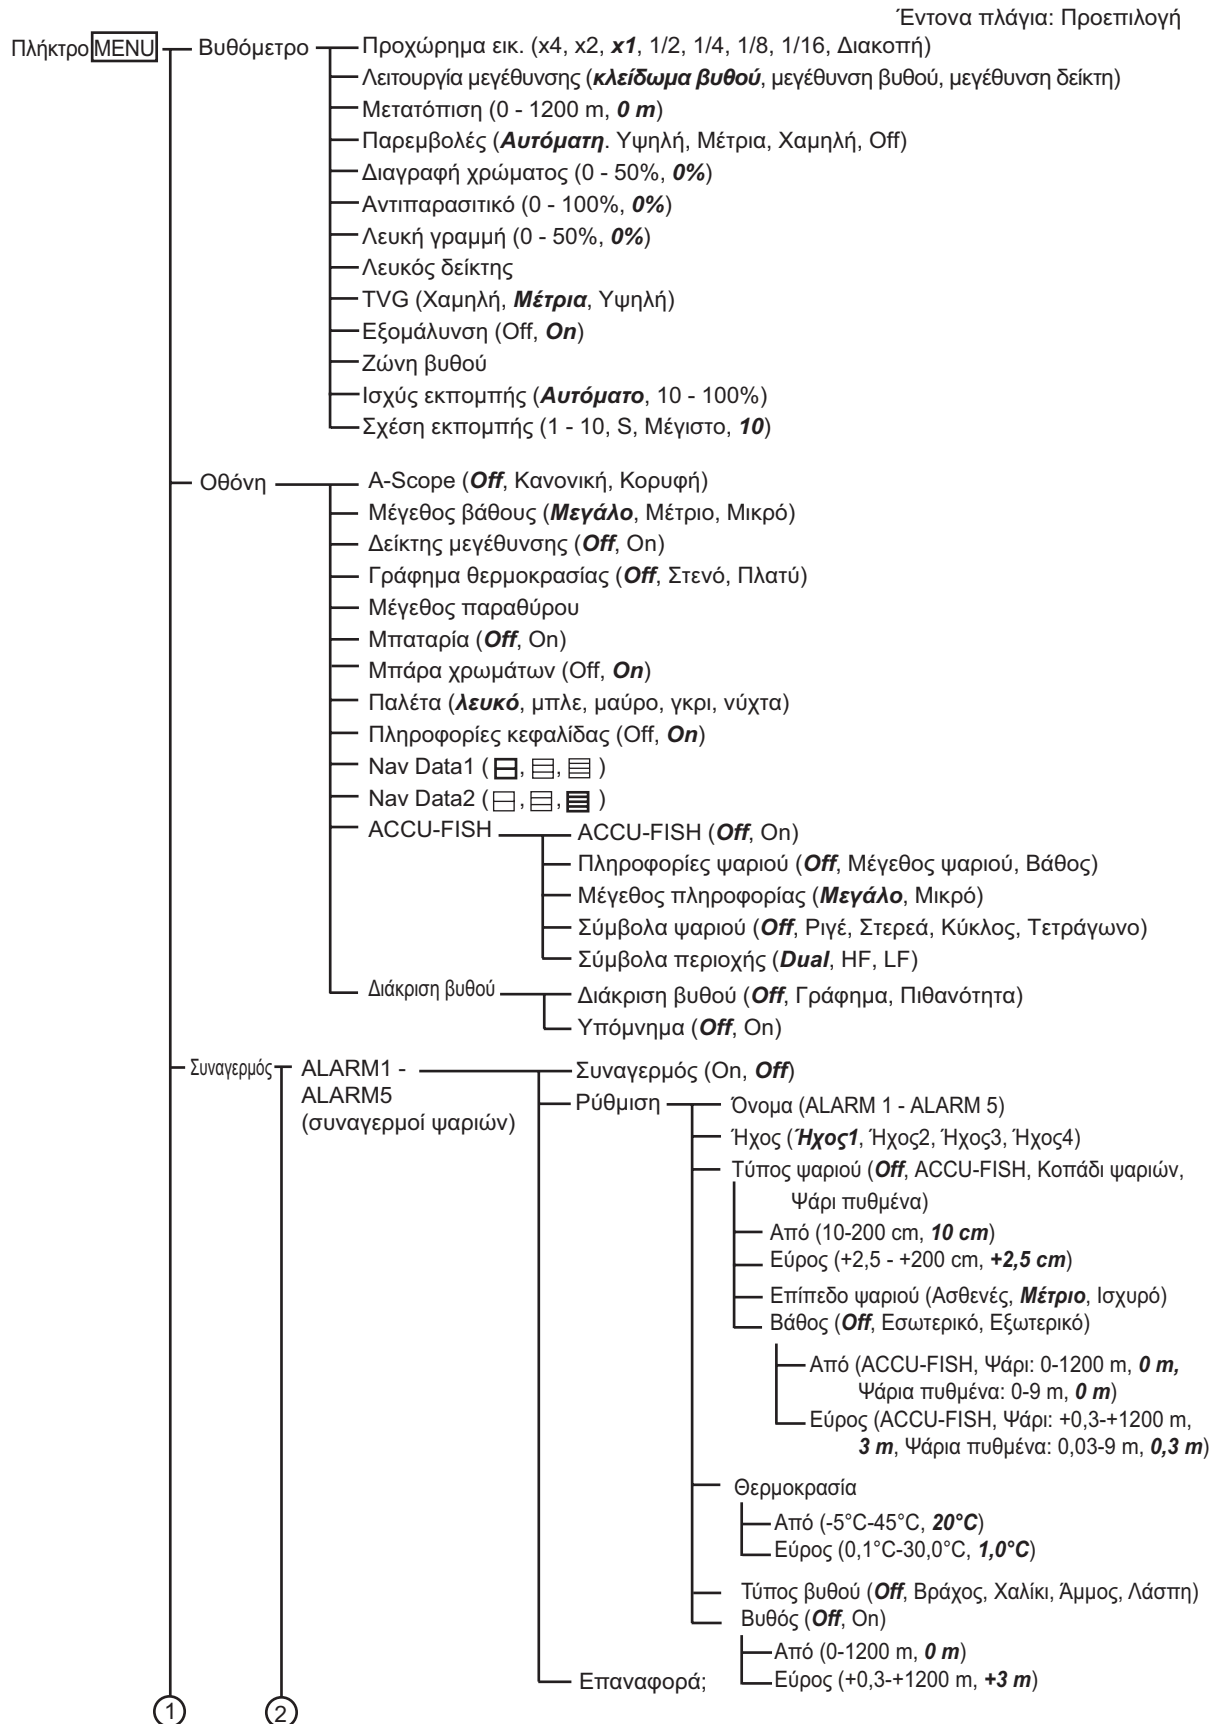 Έντονα πλάγια: Προεπιλογή
Πλήκτρο MENU
Βυθόμετρο
Προχώρημα εικ. (x4, x2, x1, 1/2, 1/4, 1/8, 1/16, Διακοπή)
Λειτουργία μεγέθυνσης (κλείδωμα βυθού, μεγέθυνση βυθού, μεγέθυνση δείκτη)
Μετατόπιση (0 - 1200 m, 0 m)
Παρεμβολές (Αυτόματη. Υψηλή, Μέτρια, Χαμηλή, Off)
Διαγραφή χρώματος (0 - 50%, 0%)
Αντιπαρασιτικό (0 - 100%, 0%)
Λευκή γραμμή (0 - 50%, 0%)
Λευκός δείκτης
TVG (Χαμηλή, Μέτρια, Υψηλή)
Εξομάλυνση (Off, On)
Ζώνη βυθού
Ισχύς εκπομπής (Αυτόματο, 10 - 100%)
Σχέση εκπομπής (1 - 10, S, Μέγιστο, 10)
Οθόνη
A-Scope (Off, Κανονική, Κορυφή)
Μέγεθος βάθους (Μεγάλο, Μέτριο, Μικρό)
Δείκτης μεγέθυνσης (Off, On)
Γράφημα θερμοκρασίας (Off, Στενό, Πλατύ)
Μέγεθος παραθύρου
Μπαταρία (Off, On)
Μπάρα χρωμάτων (Off, On)
Παλέτα (λευκό, μπλε, μαύρο, γκρι, νύχτα)
Πληροφορίες κεφαλίδας (Off, On)
Nav Data1 ( , , )
Nav Data2 ( , , )
ACCU-FISH
ACCU-FISH (Off, On)
Πληροφορίες ψαριού (Off, Μέγεθος ψαριού, Βάθος)
Μέγεθος πληροφορίας (Μεγάλο, Μικρό)
Σύμβολα ψαριού (Off, Ριγέ, Στερεά, Κύκλος, Τετράγωνο)
Σύμβολα περιοχής (Dual, HF, LF)
Διάκριση βυθού
Διάκριση βυθού (Off, Γράφημα, Πιθανότητα)
Υπόμνημα (Off, On)
Συναγερμός
ALARM1 -
ALARM5
(συναγερμοί ψαριών)
Συναγερμός (On, Off)
Ρύθμιση
Όνομα (ALARM 1 - ALARM 5)
Ήχος (Ήχος1, Ήχος2, Ήχος3, Ήχος4)
Τύπος ψαριού (Off, ACCU-FISH, Κοπάδι ψαριών,
Ψάρι πυθμένα)
Από (10-200 cm, 10 cm)
Εύρος (+2,5 - +200 cm, +2,5 cm)
Επίπεδο ψαριού (Ασθενές, Μέτριο, Ισχυρό)
Βάθος (Off, Εσωτερικό, Εξωτερικό)
Από (ACCU-FISH, Ψάρι: 0-1200 m, 0 m,
Ψάρια πυθμένα: 0-9 m, 0 m)
Εύρος (ACCU-FISH, Ψάρι: +0,3-+1200 m,
3 m, Ψάρια πυθμένα: 0,03-9 m, 0,3 m)
Θερμοκρασία
Από (-5°C-45°C, 20°C)
Εύρος (0,1°C-30,0°C, 1,0°C)
Τύπος βυθού (Off, Βράχος, Χαλίκι, Άμμος, Λάσπη)
Βυθός (Off, On)
Από (0-1200 m, 0 m)
Εύρος (+0,3-+1200 m, +3 m)
Επαναφορά;
1
2